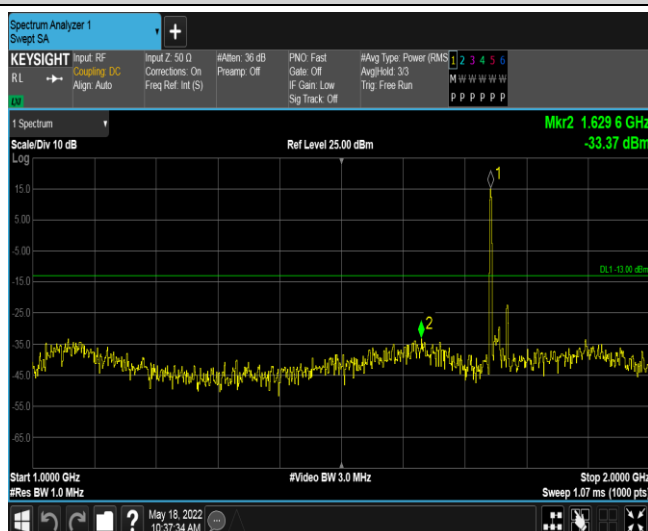 Spectrum Analyzer 1
Swept SA
+
KEYSIGHT
RL
Input: RF
Coupling: DC
Align: Auto
Input Z: 50 Ω
Corrections: On
Freq Ref: Int (S)
#Atten: 36 dB
Preamp: Off
PNO: Fast
Gate: Off
IF Gain: Low
Sig Track: Off
#Avg Type: Power (RMS
Avg|Hold: 3/3
Trig: Free Run
1 2 3 4 5 6
M W W W W W
P P P P P P
1 Spectrum
Scale/Div 10 dB
Log
Ref Level 25.00 dBm
Mkr2 1.629 6 GHz
-33.37 dBm
1
15.0
5.00
-5.00
DL1 -13.00 dBm
-15.0
-25.0
2
-35.0
-45.0
-55.0
-65.0
Start 1.0000 GHz
#Video BW 3.0 MHz
Stop 2.0000 GHz
#Res BW 1.0 MHz
Sweep 1.07 ms (1000 pts)
?
May 18, 2022
10:37:34 AM